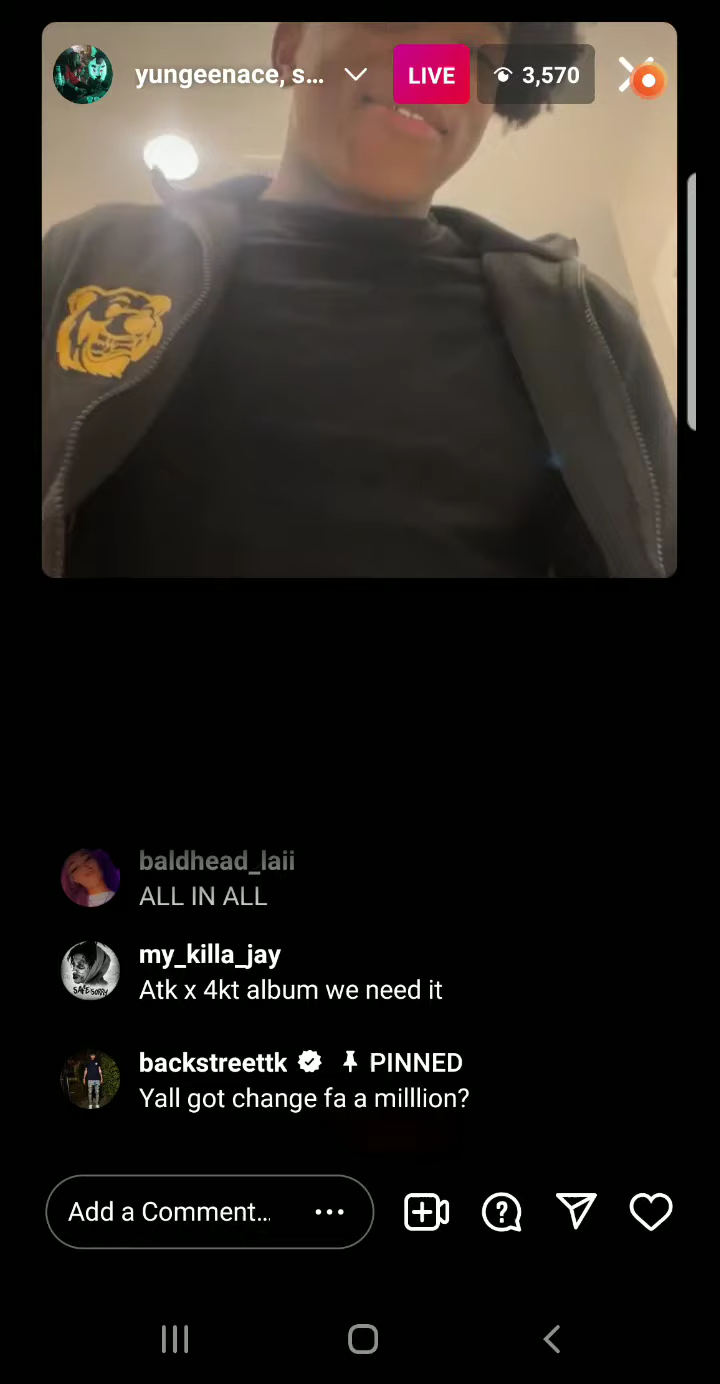 yungeenace, s...
LIVE
3,570
baldhead_laii
ALL IN ALL
my_killa_jay
Atk x 4kt album we need it
backstreettk PINNED
Yall got change fa a milllion?
Add a Comment...